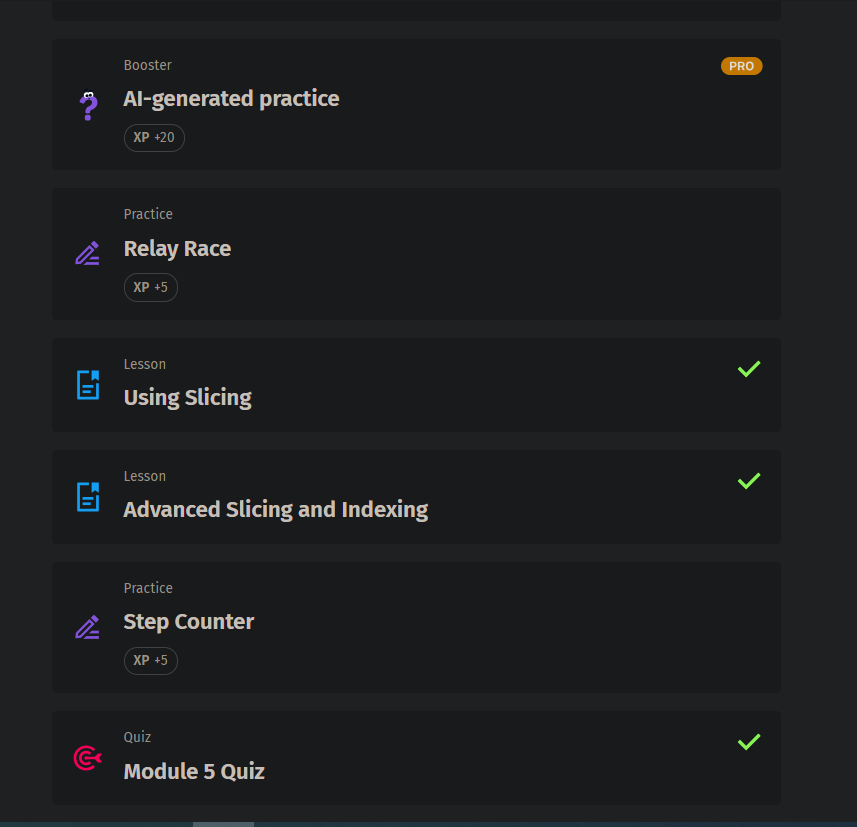 Booster
PRO
AI-generated practice
XP +20
Practice
Relay Race
XP +5
Lesson
Using Slicing
Lesson
Advanced Slicing and Indexing
Practice
Step Counter
XP +5
Quiz
Module 5 Quiz